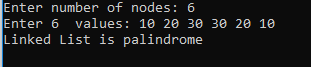 Enter number of nodes: 6
Enter 6  values: 10 20 30 30 20 10
Linked List is palindrome